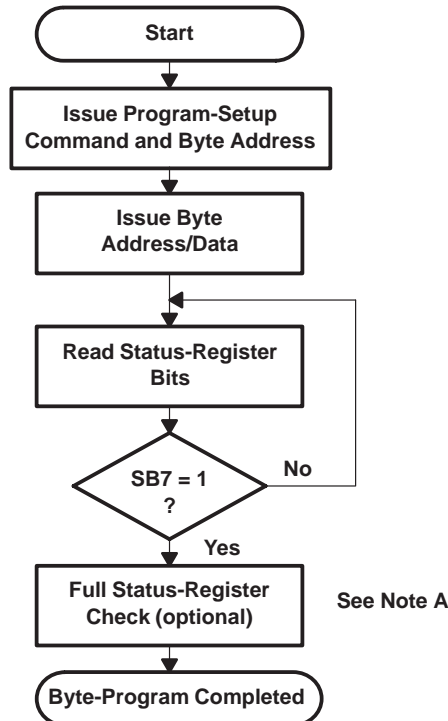 Start
Issue Program-Setup
Command and Byte Address
Issue Byte
Address/Data
Read Status-Register
Bits
SB7 = 1
?
No
Yes
Full Status-Register
Check (optional)
See Note A
Byte-Program Completed